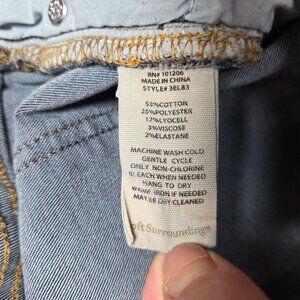 RN# 101206
MADE IN CHINA
STYLE# 3EL83
53%COTTON
25%POLYESTER
17%LYOCELL
3%VISCOSE
2%ELASTANE
MACHINE WASH COLD
GENTLE CYCLE
ONLY NON-CHLORINE
BLEACH WHEN NEEDED
HANG TO DRY
WARM IRON IF NEEDED
MAY BE DRY CLEANED
oft Surroundings